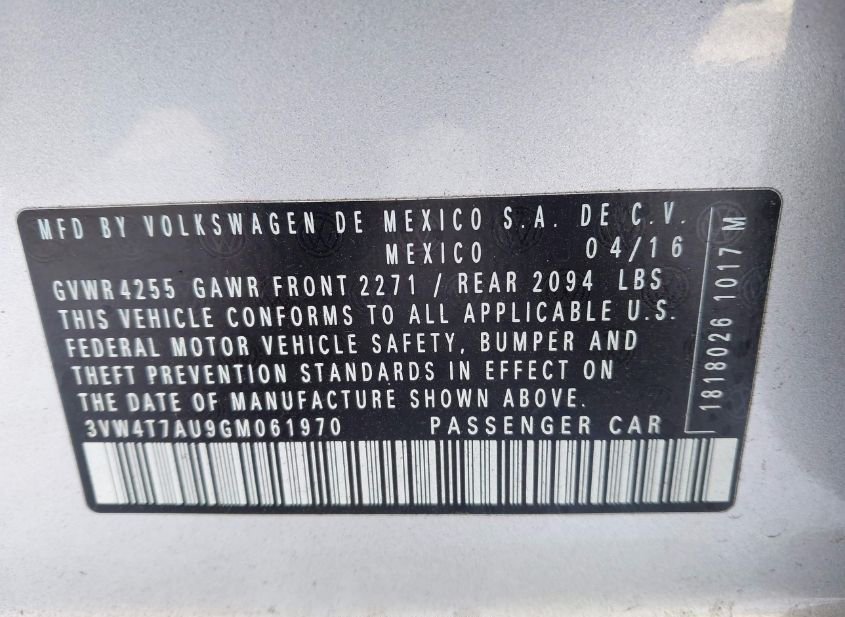 MFD BY VOLKSWAGEN DE MEXICO S.A. DE C.V.
MEXICO 04/16
GVWR 4255 GAWR FRONT 2271 / REAR 2094 LBS
THIS VEHICLE CONFORMS TO ALL APPLICABLE U.S.
FEDERAL MOTOR VEHICLE SAFETY, BUMPER AND
THEFT PREVENTION STANDARDS IN EFFECT ON
THE DATE OF MANUFACTURE SHOWN ABOVE.
3VW4T7AU9GM061970 PASSENGER CAR
1818026 1017 M